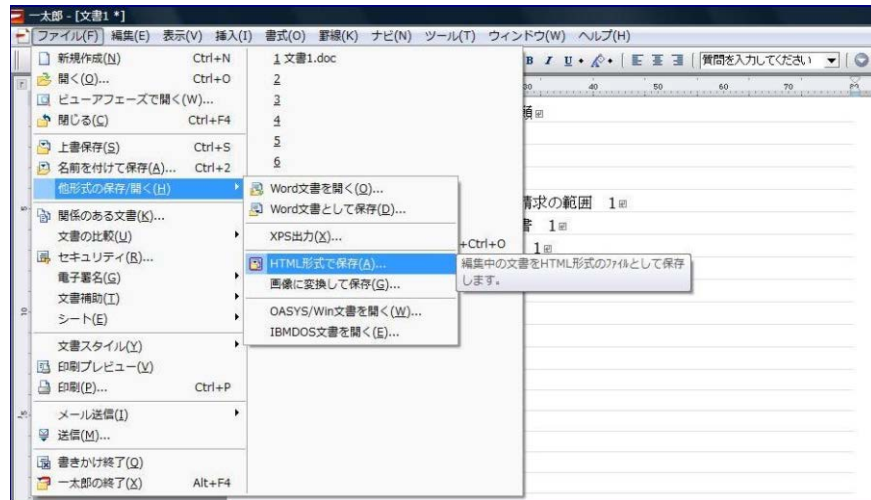 一太郎 - [文書1 *]
ファイル(F) 編集(E) 表示(V) 挿入(I) 書式(O) 罫線(K) ナビ(N) ツール(T) ウィンドウ(W) ヘルプ(H)
新規作成(N) Ctrl+N 1 文書1.doc
B I U 質問を入力してください
開く(O)... Ctrl+O 2
40 50 60 70
ビューアフェーズで開く(W)... 3
閉じる(C) Ctrl+F4 4
上書保存(S) Ctrl+S 5
名前を付けて保存(A)... Ctrl+2 6
他形式の保存/開く(H)
Word文書を開く(O)...
Word文書として保存(D)...
請求の範囲 1
書 1
XPS出力(X)...
+Ctrl+O
1
HTML形式で保存(A)...
編集中の文書をHTML形式のファイルとして保存
します。
画像に変換して保存(G)...
OASYS/Win文書を開く(W)...
IBMDOS文書を開く(E)...
関係のある文書(K)...
文書の比較(U)
セキュリティ(R)...
電子署名(G)
文書補助(T)
シート(E)
文書スタイル(Y)
印刷プレビュー(V)
印刷(P)... Ctrl+P
メール送信(I)
送信(M)...
書きかけ終了(Q)
一太郎の終了(X) Alt+F4